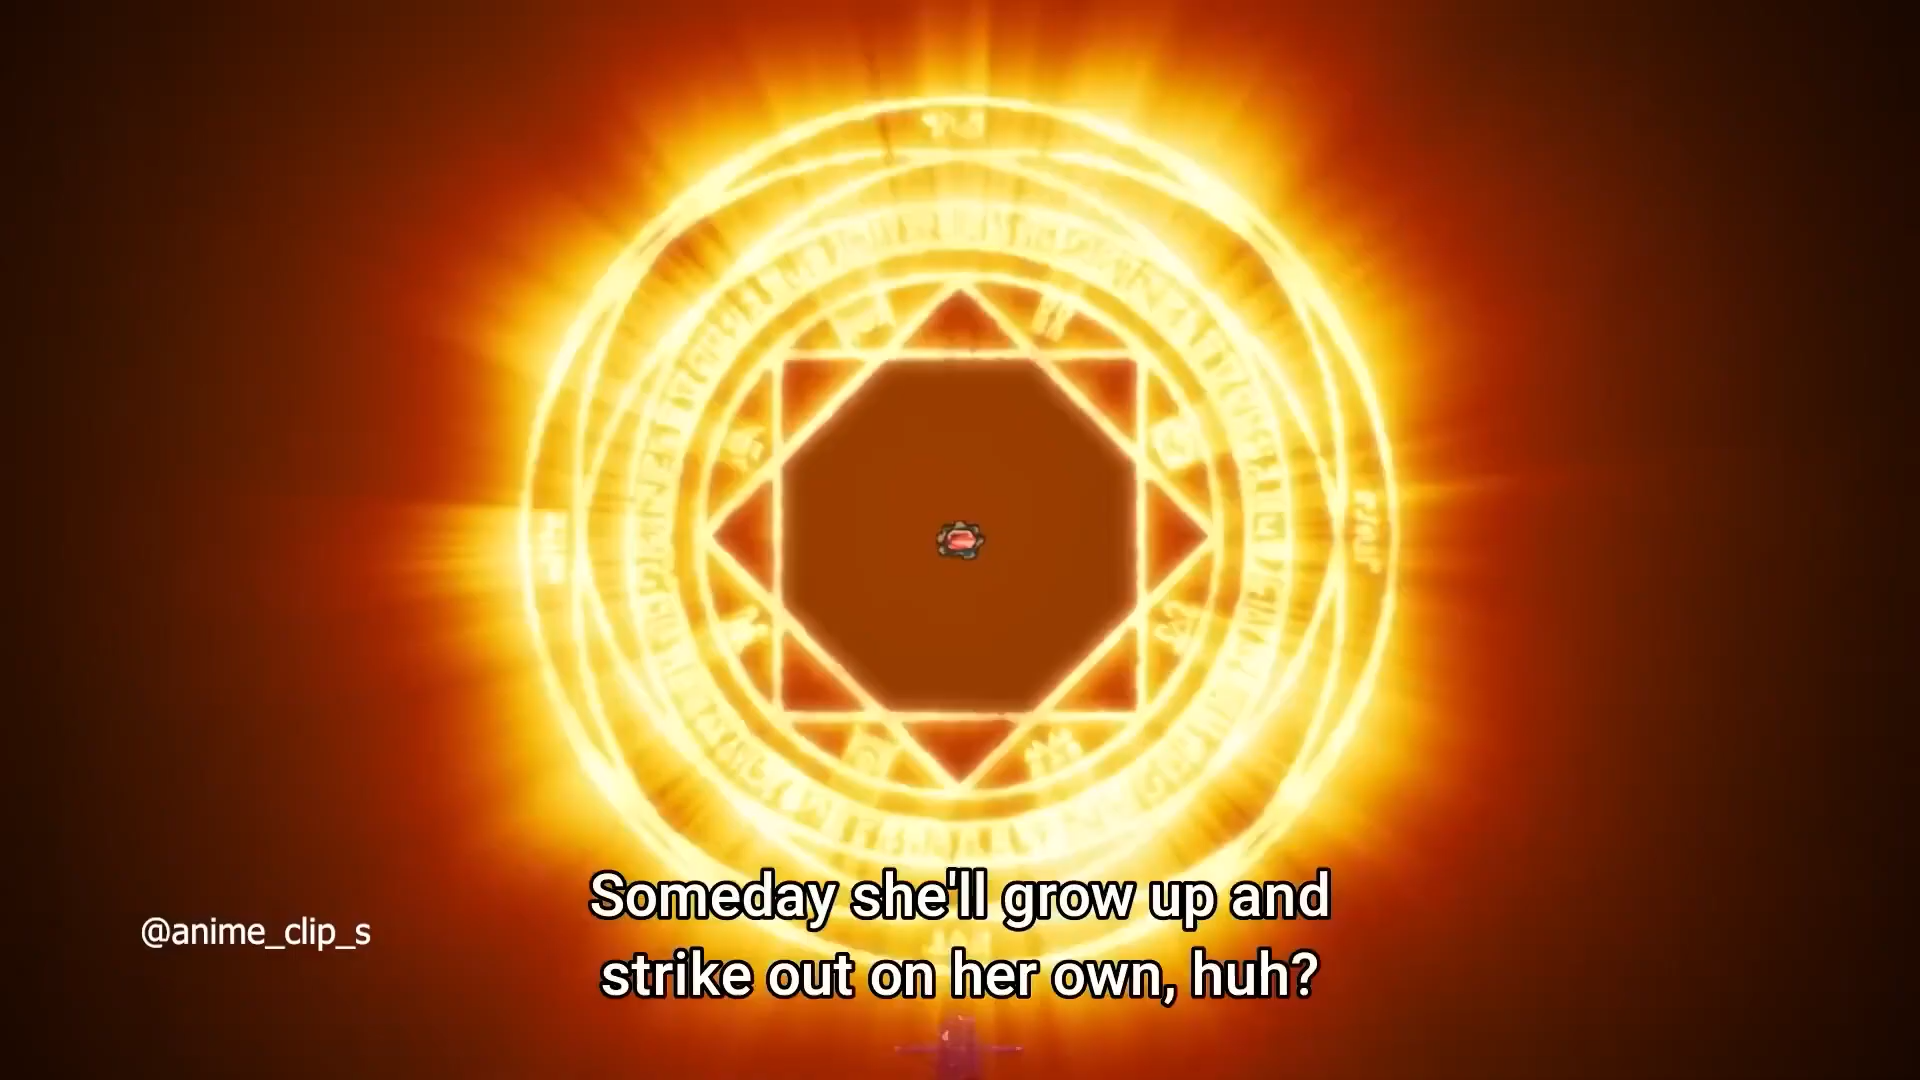 @anime_clip_s
Someday she'll grow up and
strike out on her own, huh?